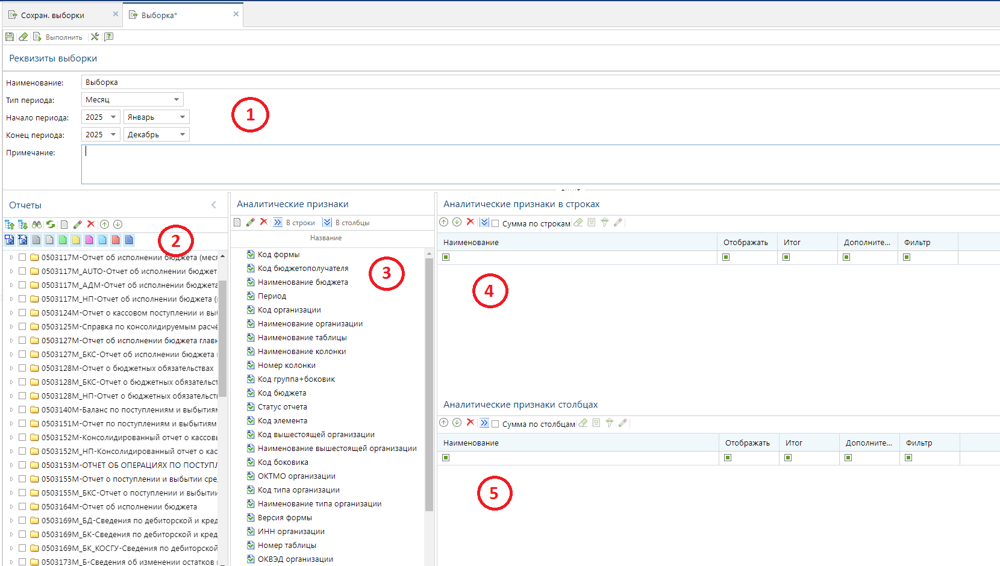 Сохран. выборки
Выборка*
Выполнить
Реквизиты выборки
Наименование: Выборка
Тип периода: Месяц
Начало периода: 2025 Январь
Конец периода: 2025 Декабрь
Примечание:
1
Отчеты
2
0503117М-Отчет об исполнении бюджета (меся
0503117М_AUTO-Отчет об исполнении бюджет
0503117М_АДМ-Отчет об исполнении бюджета
0503117М_НП-Отчет об исполнении бюджета (
0503124М-Отчет о кассовом поступлении и выб
0503125М-Справка по консолидируемым расчё
0503127М-Отчет об исполнении бюджета глав
0503127М_БКС-Отчет об исполнении бюджета
0503128М-Отчет о бюджетных обязательствах
0503128М_БКС-Отчет о бюджетных обязательст
0503128М_НП-Отчет о бюджетных обязательст
0503140М-Баланс по поступлениям и выбытиям
0503151М-Отчет по поступлениям и выбытиям
0503152М-Консолидированный отчет о кассовы
0503152М_НП-Консолидированный отчет о кас
0503153М-ОТЧЕТ ОБ ОПЕРАЦИЯХ ПО ПОСТУПЛ
0503155М-Отчет о поступлении и выбытии сред
0503155М_БКС-Отчет о поступлении и выбытии
0503164М-Отчет об исполнении бюджета
0503169М_БД-Сведения по дебиторской и кред
0503169М_БК-Сведения по дебиторской и кред
0503169М_БК_КОСГУ-Сведения по дебиторской
0503173М_Б-Сведения об изменении остатков
Аналитические признаки
В строки
В столбцы
Название
3
Код формы
Код бюджетополучателя
Наименование бюджета
Период
Код организации
Наименование организации
Наименование таблицы
Наименование колонки
Номер колонки
Код группа+боковик
Код бюджета
Статус отчета
Код элемента
Код вышестоящей организации
Наименование вышестоящей организации
Код боковика
ОКТМО организации
Код типа организации
Наименование типа организации
Версия формы
ИНН организации
Номер таблицы
ОКВЭД организации
Аналитические признаки в строках
Сумма по строкам
Наименование Отображать Итог Дополните... Фильтр
4
Аналитические признаки столбцах
Сумма по столбцам
Наименование Отображать Итог Дополните... Фильтр
5